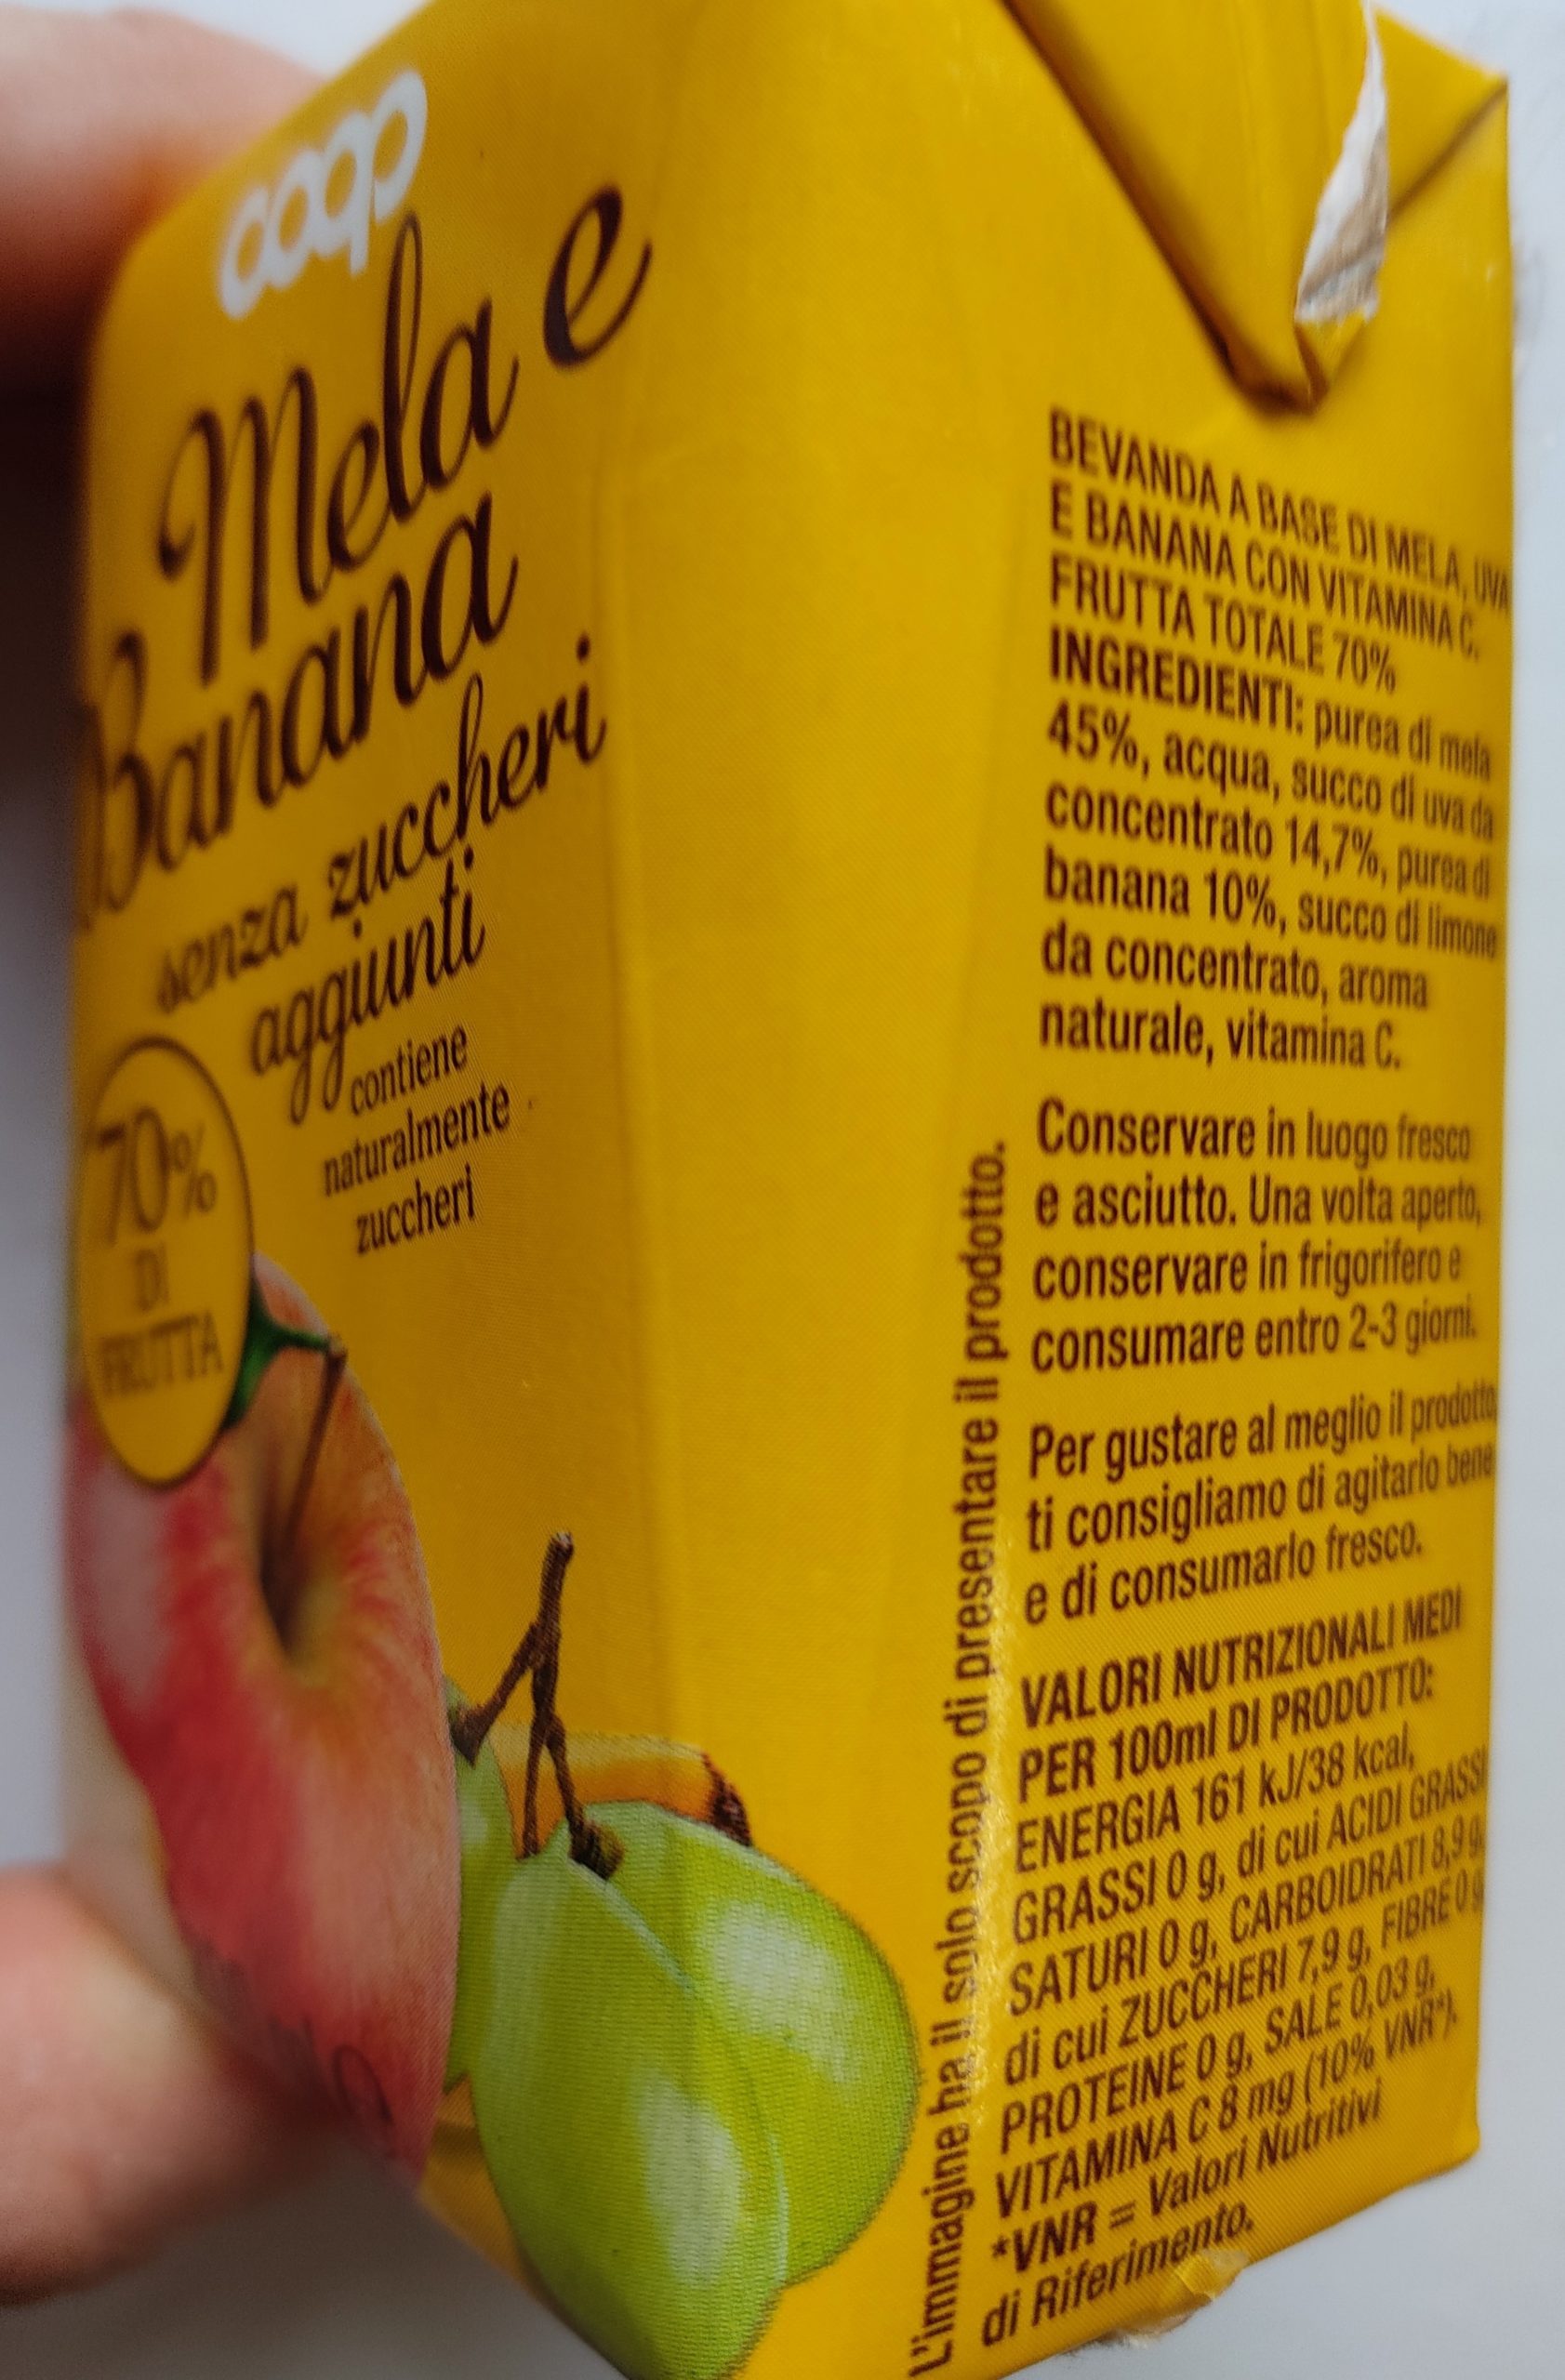 coop
Mela e
Banana
senza zuccheri
aggiunti
contiene
naturalmente
zuccheri
70%
DI
FRUTTA
L'immagine ha il solo scopo di presentare il prodotto.
BEVANDA A BASE DI MELA, UVA
E BANANA CON VITAMINA C.
FRUTTA TOTALE 70%
INGREDIENTI: purea di mela
45%, acqua, succo di uva da
concentrato 14,7%, purea di
banana 10%, succo di limone
da concentrato, aroma
naturale, vitamina C.
Conservare in luogo fresco
e asciutto. Una volta aperto,
conservare in frigorifero e
consumare entro 2-3 giorni.
Per gustare al meglio il prodotto,
ti consigliamo di agitarlo bene
e di consumarlo fresco.
VALORI NUTRIZIONALI MEDI
PER 100ml DI PRODOTTO:
ENERGIA 161 kJ/38 kcal,
GRASSI 0 g, di cui ACIDI GRASSI
SATURI 0 g, CARBOIDRATI 8,9 g,
di cui ZUCCHERI 7,9 g, FIBRE 0 g
PROTEINE 0 g, SALE 0,03 g,
VITAMINA C 8 mg (10% VNR*).
*VNR = Valori Nutritivi
di Riferimento.